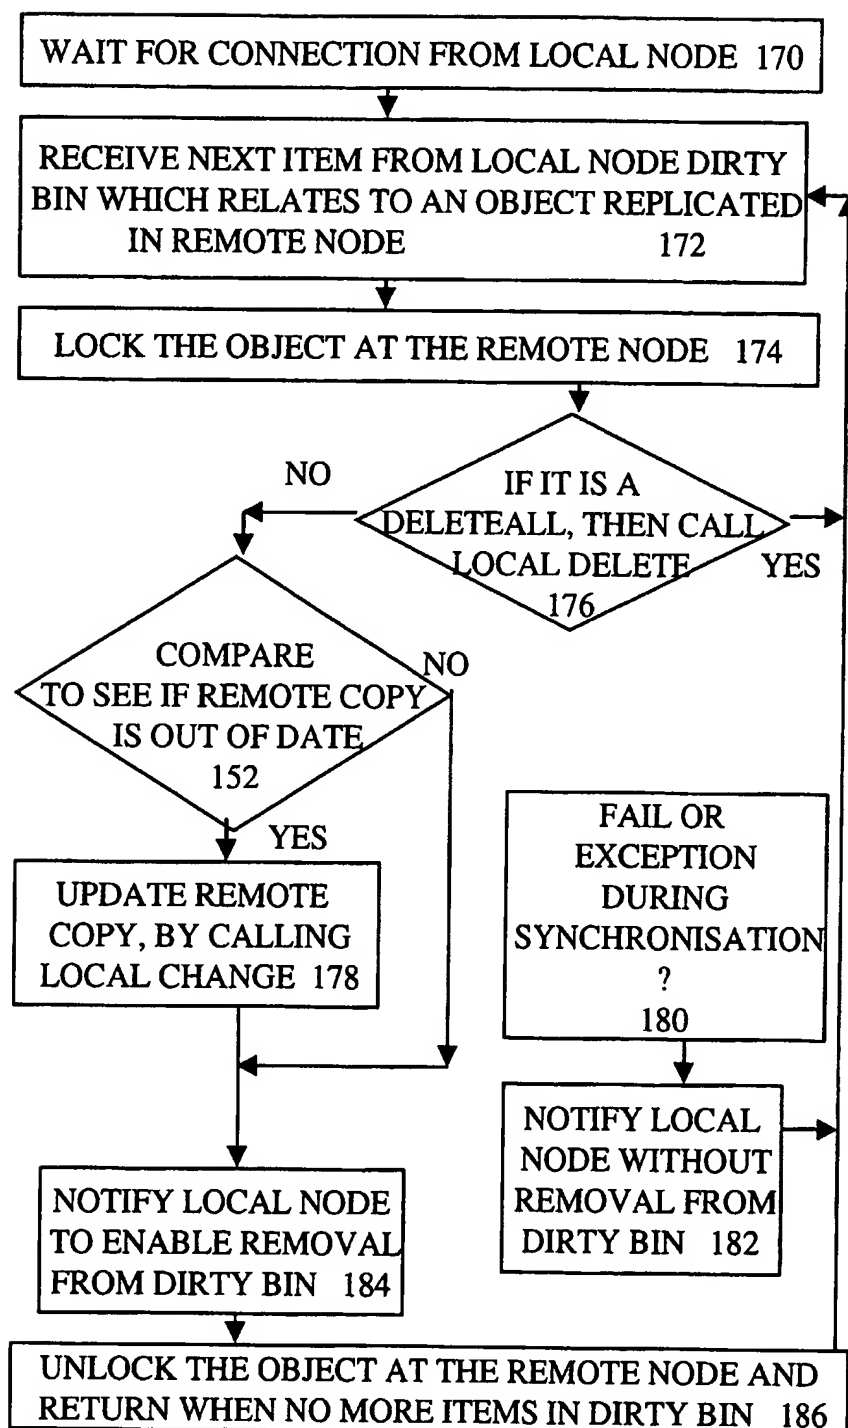 WAIT FOR CONNECTION FROM LOCAL NODE 170
RECEIVE NEXT ITEM FROM LOCAL NODE DIRTY
BIN WHICH RELATES TO AN OBJECT REPLICATED
IN REMOTE NODE 172
LOCK THE OBJECT AT THE REMOTE NODE 174
NO
IF IT IS A
DELETEALL, THEN CALL
LOCAL DELETE
YES
176
COMPARE
TO SEE IF REMOTE COPY
IS OUT OF DATE
152
NO
YES
UPDATE REMOTE
COPY, BY CALLING
LOCAL CHANGE 178
FAIL OR
EXCEPTION
DURING
SYNCHRONISATION
?
180
NOTIFY LOCAL
NODE WITHOUT
REMOVAL FROM
DIRTY BIN 182
NOTIFY LOCAL NODE
TO ENABLE REMOVAL
FROM DIRTY BIN 184
UNLOCK THE OBJECT AT THE REMOTE NODE AND
RETURN WHEN NO MORE ITEMS IN DIRTY BIN 186